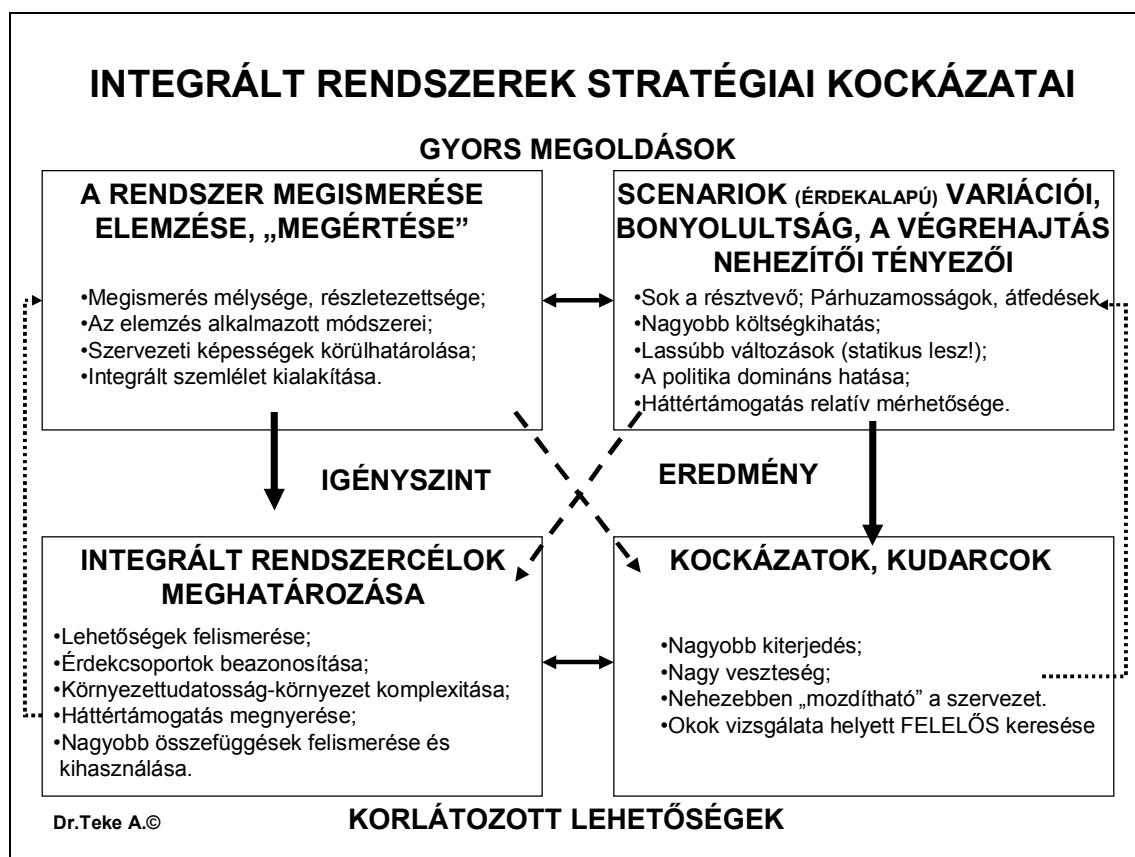 INTEGRÁLT RENDSZEREK STRATÉGIAI KOCKÁZATAI
GYORS MEGOLDÁSOK
A RENDSZER MEGISMERÉSE
ELEMZÉSE, „MEGÉRTÉSE”
•Megismerés mélysége, részletezettsége;
•Az elemzés alkalmazott módszerei;
•Szervezeti képességek körülhatárolása;
•Integrált szemlélet kialakítása.
SCENARIOK (ÉRDEKALAPÚ) VARIÁCIÓI,
BONYOLULTSÁG, A VÉGREHAJTÁS
NEHEZÍTŐI TÉNYEZŐI
•Sok a résztvevő; Párhuzamosságok, átfedések
•Nagyobb költségkihatás;
•Lassúbb változások (statikus lesz!);
•A politika domináns hatása;
•Háttértámogatás relatív mérhetősége.
IGÉNYSZINT
EREDMÉNY
INTEGRÁLT RENDSZERCÉLOK
MEGHATÁROZÁSA
•Lehetőségek felismerése;
•Érdekcsoportok beazonosítása;
•Környezettudatosság-környezet komplexitása;
•Háttértámogatás megnyerése;
•Nagyobb összefüggések felismerése és
kihasználása.
KOCKÁZATOK, KUDARCOK
•Nagyobb kiterjedés;
•Nagy veszteség;
•Nehezebben „mozdítható” a szervezet.
•Okok vizsgálata helyett FELELŐS keresése
Dr.Teke A.©
KORLÁTOZOTT LEHETŐSÉGEK